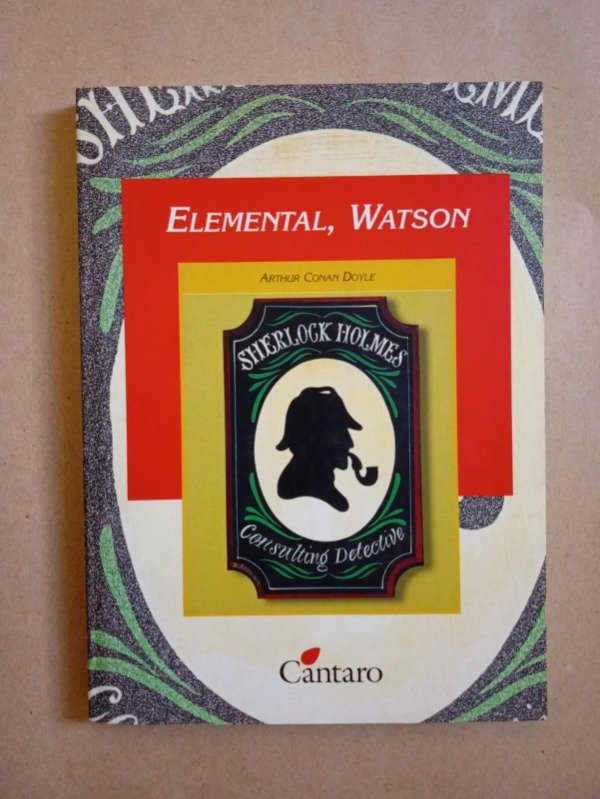 ELEMENTAL, WATSON
ARTHUR CONAN DOYLE
SHERLOCK HOLMES
Consulting Detective
Cántaro